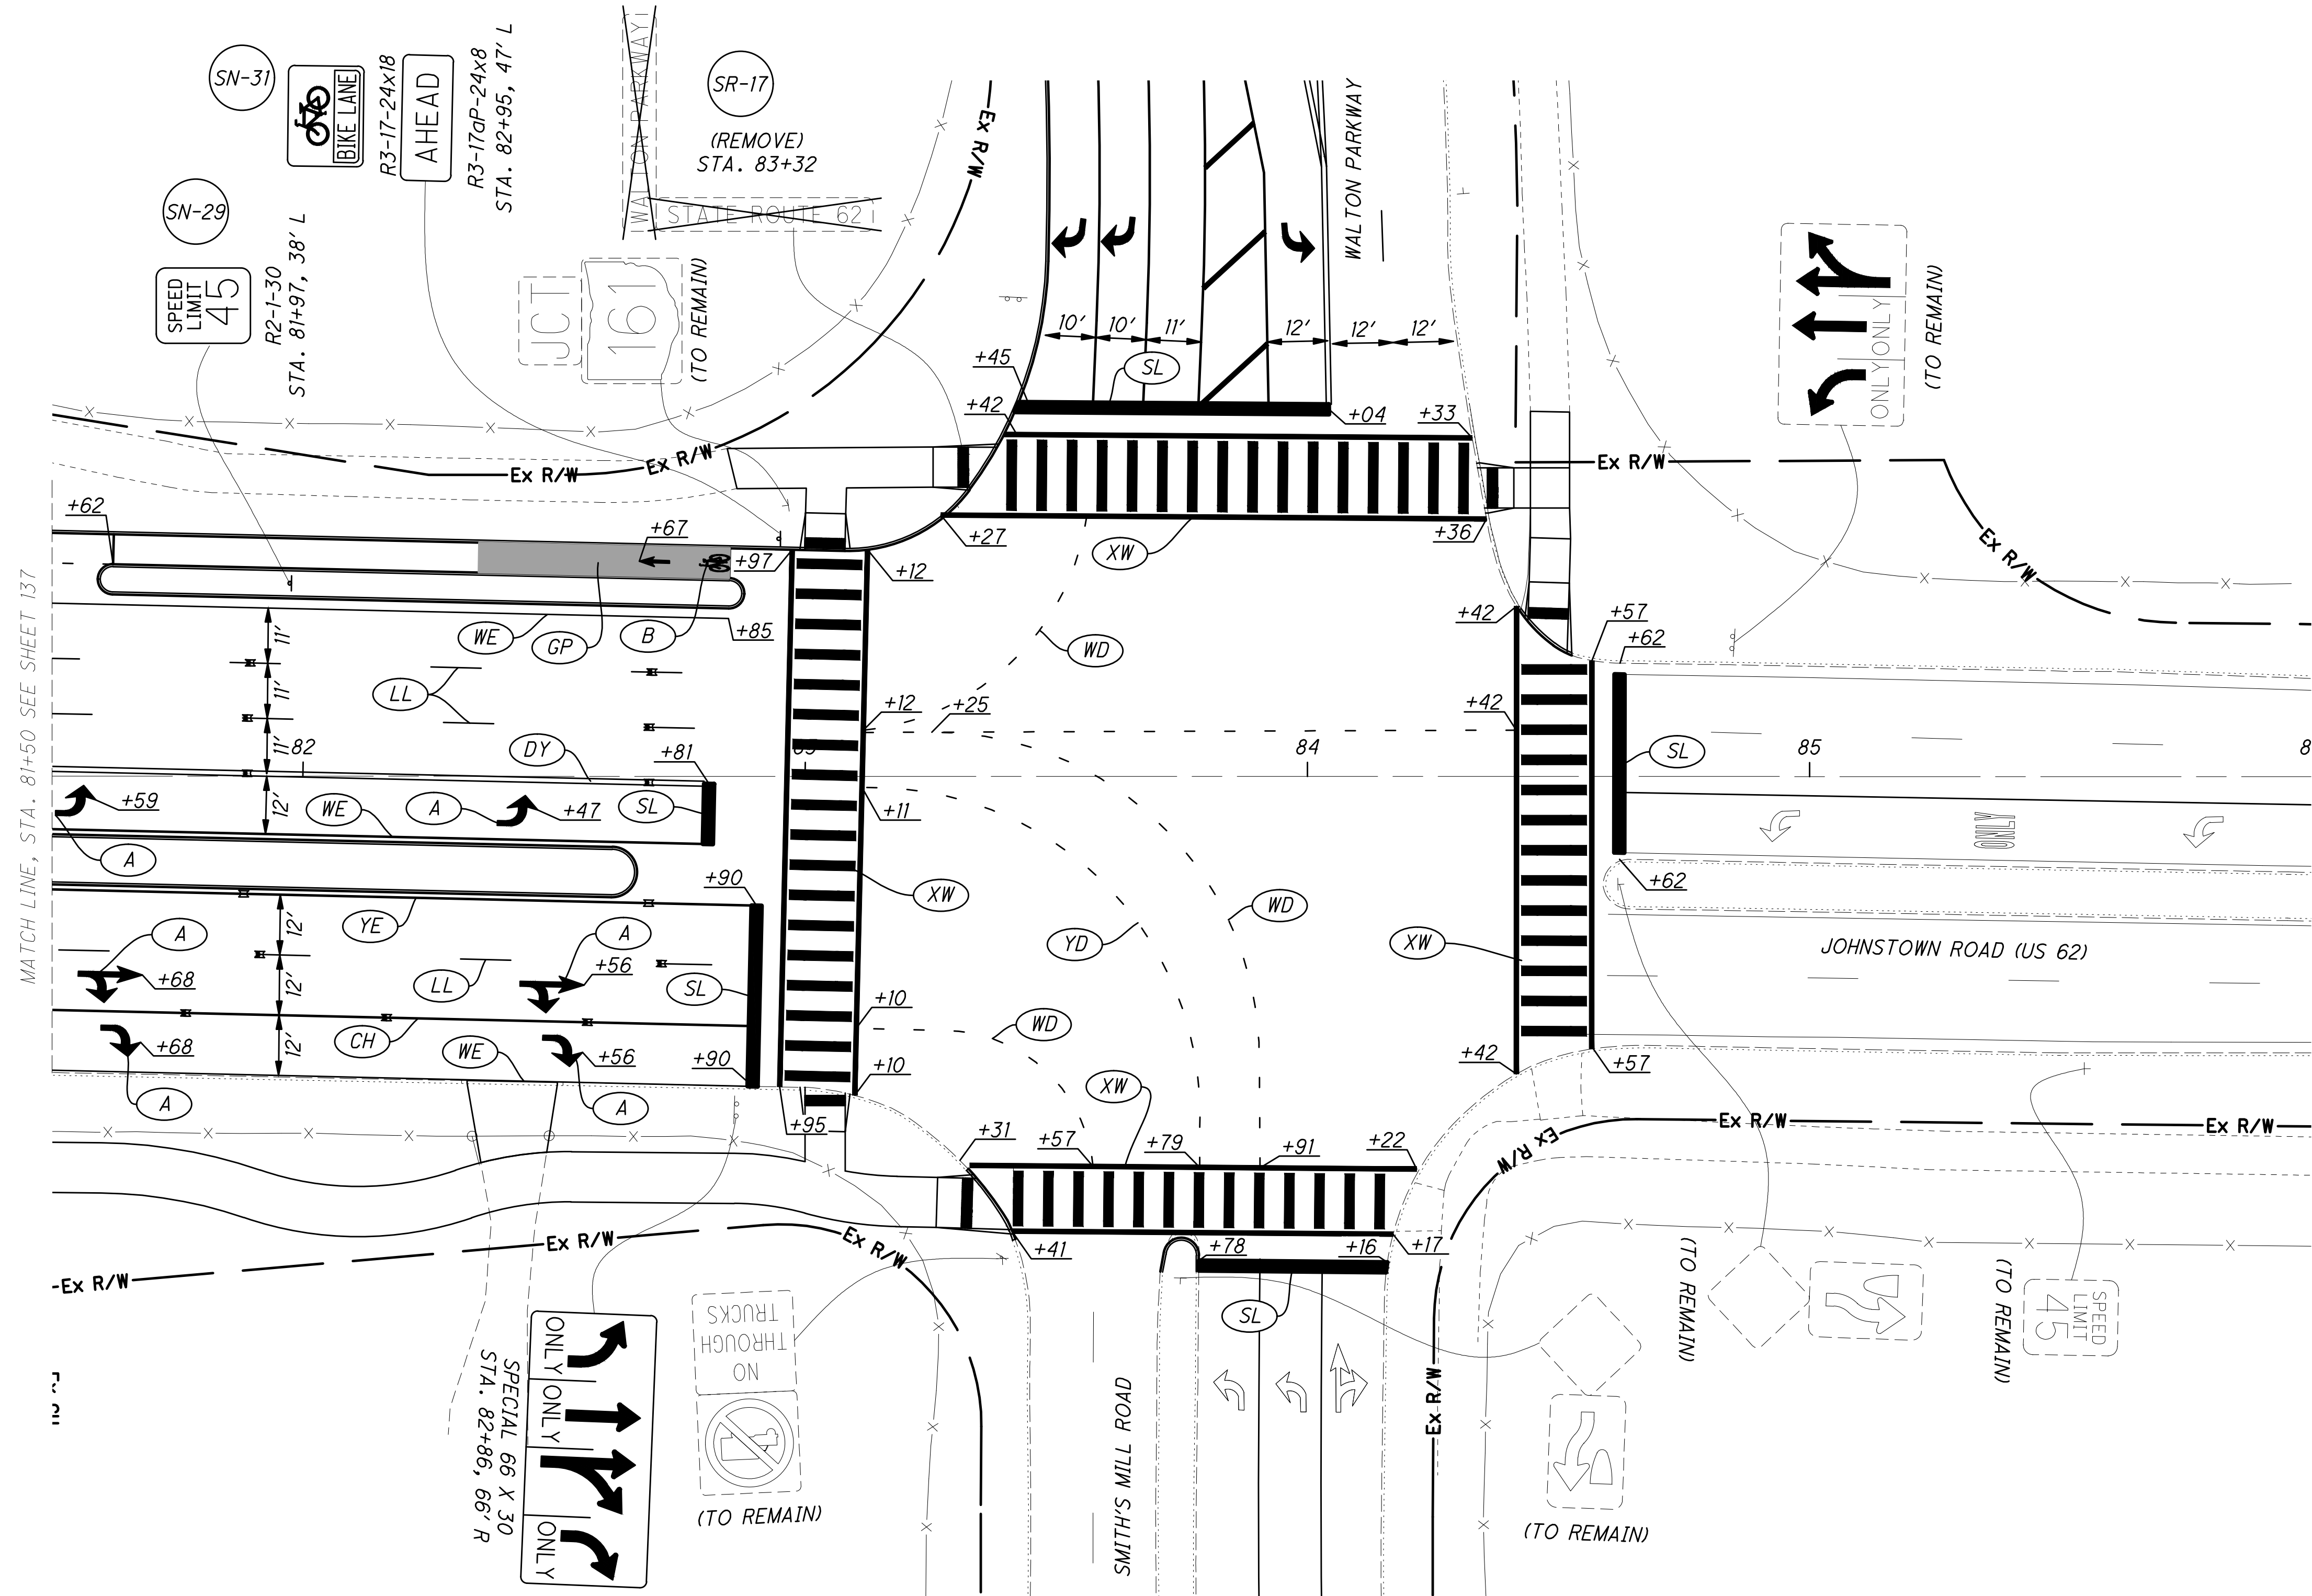 SN-31
BIKE LANE
R3-17-24x18
AHEAD
R3-17aP-24x8
STA. 82+95, 47' L
WALTON PARKWAY
STATE ROUTE 62
SR-17
(REMOVE)
STA. 83+32
SN-29
SPEED
LIMIT
45
R2-1-30
STA. 81+97, 38' L
JCT
161
(TO REMAIN)
Ex R/W
WALTON PARKWAY
10'
10'
11'
12'
12'
12'
+45
SL
+42
+04
+33
ONLY
ONLY
(TO REMAIN)
Ex R/W
Ex R/W
Ex R/W
Ex R/W
+62
+67
+97
+27
+12
XW
+36
MATCH LINE, STA. 81+50 SEE SHEET 137
WE
GP
B
+85
WD
+42
+57
+62
11'
11'
11'
LL
+12
+25
+42
82
DY
+81
84
85
8
SL
+59
12'
WE
A
+47
SL
+11
ONLY
A
+90
XW
WD
+62
A
12'
YE
A
YD
XW
JOHNSTOWN ROAD (US 62)
+68
12'
LL
+56
SL
+10
+68
12'
CH
WE
+56
+90
WD
+10
+42
+57
A
A
XW
+95
+31
+57
+79
+91
+22
Ex R/W
Ex R/W
Ex R/W
Ex R/W
Ex R/W
Ex R/W
+41
+78
+16
+17
SL
ONLY
ONLY
ONLY
SPECIAL 66 X 30
STA. 82+86, 66' R
NO
THROUGH
TRUCKS
(TO REMAIN)
SMITH'S MILL ROAD
Ex R/W
(TO REMAIN)
(TO REMAIN)
(TO REMAIN)
SPEED
LIMIT
45